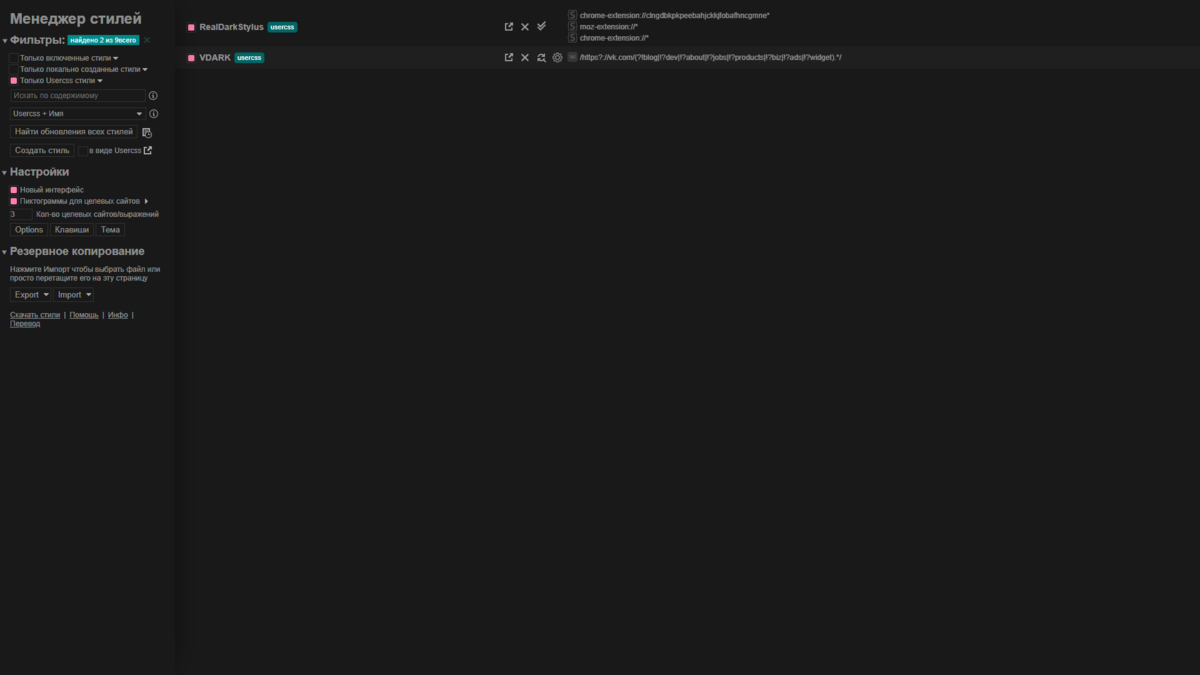 Менеджер стилей
Фильтры: найдено 2 из 9всего
Только включенные стили
Только локально созданные стили
Только Usercss стили
Искать по содержимому
Usercss + Имя
Найти обновления всех стилей
Создать стиль в виде Usercss
Настройки
Новый интерфейс
Пиктограммы для целевых сайтов
3 Кол-во целевых сайтов/выражений
Options Клавиши Тема
Резервное копирование
Нажмите Импорт чтобы выбрать файл или
просто перетащите его на эту страницу
Export Import
Скачать стили | Помощь | Инфо |
Перевод
RealDarkStylus usercss
chrome-extension://clngdbkpkpeebahjckkjfobafhncgmne*
moz-extension://*
chrome-extension://*
VDARK usercss
/https?://vk.com/(?!blog|!?dev|!?about|!?jobs|!?products|!?biz|!?ads|!?widget).*/